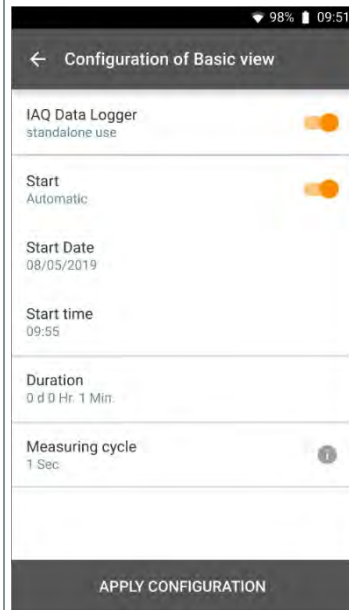 98% 09:51
Configuration of Basic view
IAQ Data Logger
standalone use
Start
Automatic
Start Date
08/05/2019
Start time
09:55
Duration
0 d 0 Hr. 1 Min.
Measuring cycle
1 Sec
APPLY CONFIGURATION